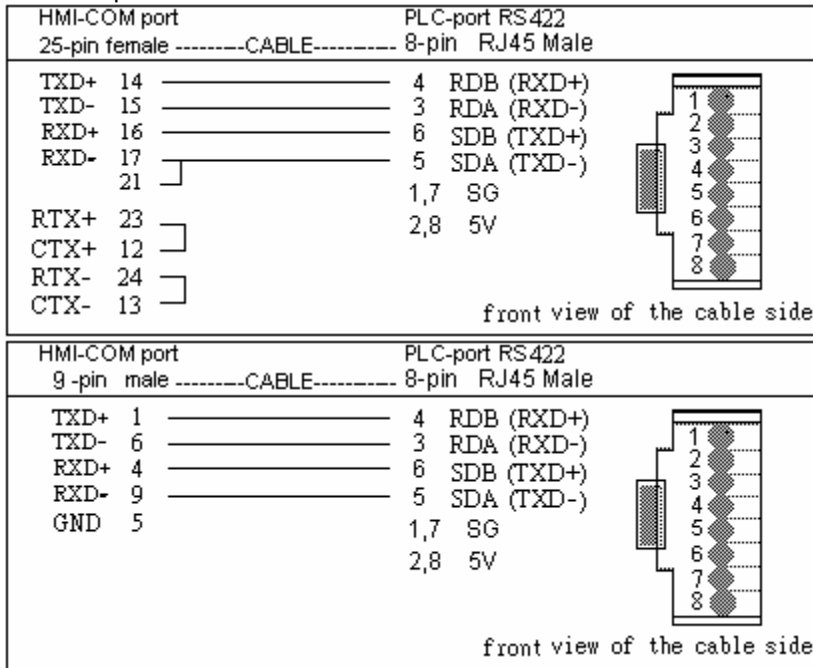 HMI-COM port PLC-port RS422
25-pin female ---------CABLE----------- 8-pin RJ45 Male
TXD+ 14 4 RDB (RXD+)
TXD- 15 3 RDA (RXD-)
RXD+ 16 6 SDB (TXD+)
RXD- 17 5 SDA (TXD-)
21 1,7 SG
RTX+ 23 2,8 5V
CTX+ 12
RTX- 24
CTX- 13
1
2
3
4
5
6
7
8
front view of the cable side
HMI-COM port PLC-port RS422
9-pin male ---------CABLE----------- 8-pin RJ45 Male
TXD+ 1 4 RDB (RXD+)
TXD- 6 3 RDA (RXD-)
RXD+ 4 6 SDB (TXD+)
RXD- 9 5 SDA (TXD-)
GND 5 1,7 SG
2,8 5V
1
2
3
4
5
6
7
8
front view of the cable side